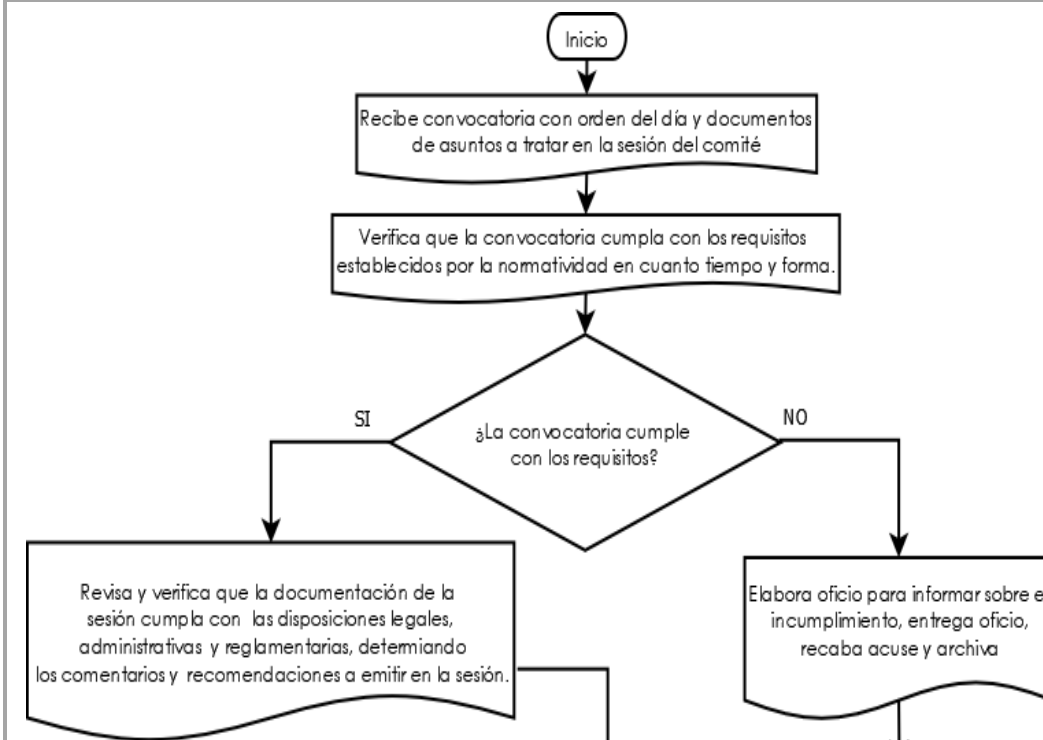 Inicio
Recibe convocatoria con orden del día y documentos
de asuntos a tratar en la sesión del comité
Verifica que la convocatoria cumpla con los requisitos
establecidos por la normatividad en cuanto tiempo y forma.
SI
NO
¿La convocatoria cumple
con los requisitos?
Revisa y verifica que la documentación de la
sesión cumpla con las disposiciones legales,
administrativas y reglamentarias, determiando
los comentarios y recomendaciones a emitir en la sesión.
Elabora oficio para informar sobre e
incumplimiento, entrega oficio,
recaba acuse y archiva